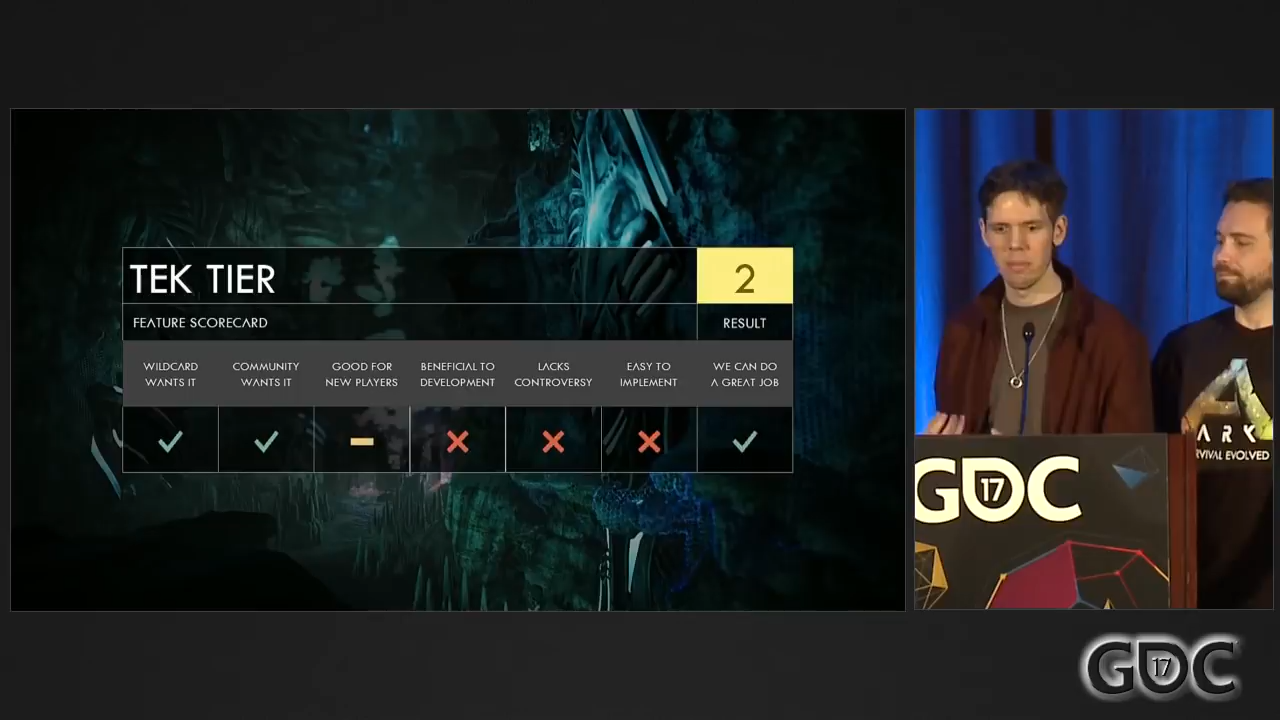 TEK TIER
2
FEATURE SCORECARD
RESULT
WILDCARD
WANTS IT
COMMUNITY
WANTS IT
GOOD FOR
NEW PLAYERS
BENEFICIAL TO
DEVELOPMENT
LACKS
CONTROVERSY
EASY TO
IMPLEMENT
WE CAN DO
A GREAT JOB
ARK
RVIVAL EVOLVED
GDC
17
GDC
17